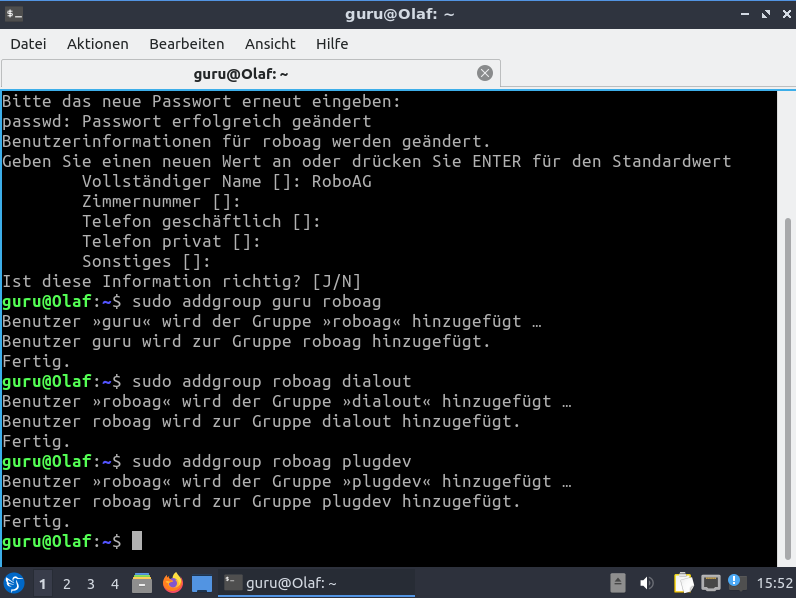 guru@Olaf: ~
Datei Aktionen Bearbeiten Ansicht Hilfe
guru@Olaf: ~
Bitte das neue Passwort erneut eingeben:
passwd: Passwort erfolgreich geändert
Benutzerinformationen für roboag werden geändert.
Geben Sie einen neuen Wert an oder drücken Sie ENTER für den Standardwert
Vollständiger Name []: RoboAG
Zimmernummer []:
Telefon geschäftlich []:
Telefon privat []:
Sonstiges []:
Ist diese Information richtig? [J/N]
guru@Olaf:~$ sudo addgroup guru roboag
Benutzer »guru« wird der Gruppe »roboag« hinzugefügt …
Benutzer guru wird zur Gruppe roboag hinzugefügt.
Fertig.
guru@Olaf:~$ sudo addgroup roboag dialout
Benutzer »roboag« wird der Gruppe »dialout« hinzugefügt …
Benutzer roboag wird zur Gruppe dialout hinzugefügt.
Fertig.
guru@Olaf:~$ sudo addgroup roboag plugdev
Benutzer »roboag« wird der Gruppe »plugdev« hinzugefügt …
Benutzer roboag wird zur Gruppe plugdev hinzugefügt.
Fertig.
guru@Olaf:~$
1 2 3 4 guru@Olaf: ~ 15:52